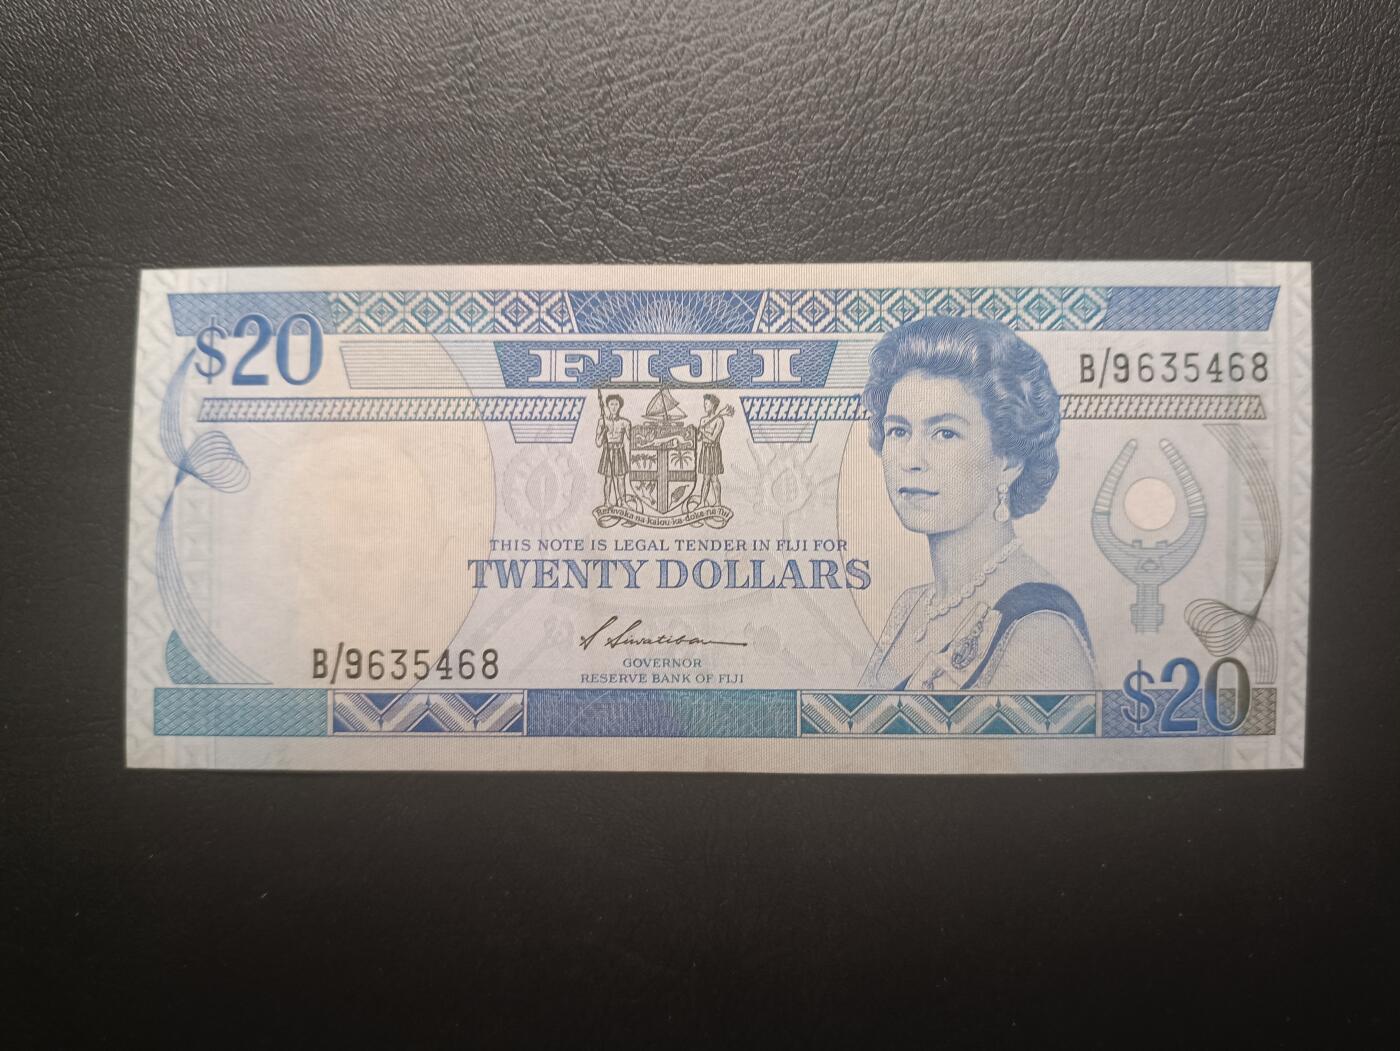 $20
FIJI
B/9635468
Rerevaka·na·kalou·ka·doka·na·Tui
THIS NOTE IS LEGAL TENDER IN FIJI FOR
TWENTY DOLLARS
S Siwatibau
B/9635468
GOVERNOR
RESERVE BANK OF FIJI
$20